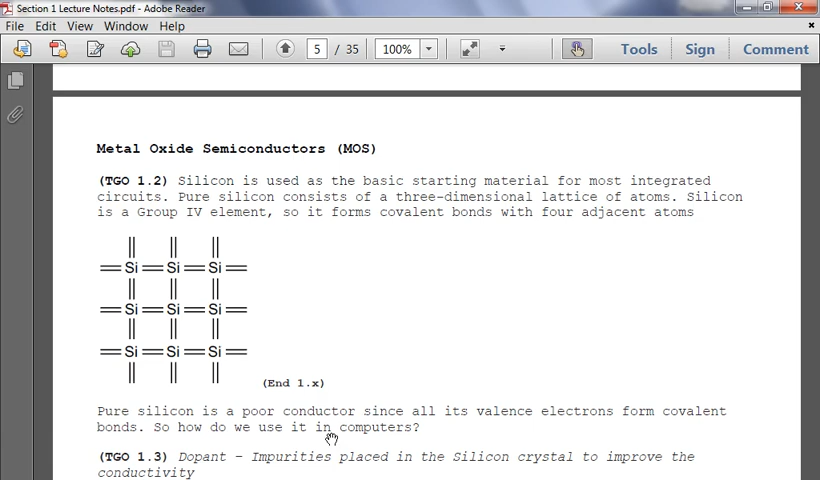 Section 1 Lecture Notes.pdf - Adobe Reader
File Edit View Window Help
5 / 35 100% Tools Sign Comment
Metal Oxide Semiconductors (MOS)
(TGO 1.2) Silicon is used as the basic starting material for most integrated
circuits. Pure silicon consists of a three-dimensional lattice of atoms. Silicon
is a Group IV element, so it forms covalent bonds with four adjacent atoms
Si Si Si
Si Si Si
Si Si Si
(End 1.x)
Pure silicon is a poor conductor since all its valence electrons form covalent
bonds. So how do we use it in computers?
(TGO 1.3) Dopant - Impurities placed in the Silicon crystal to improve the
conductivity